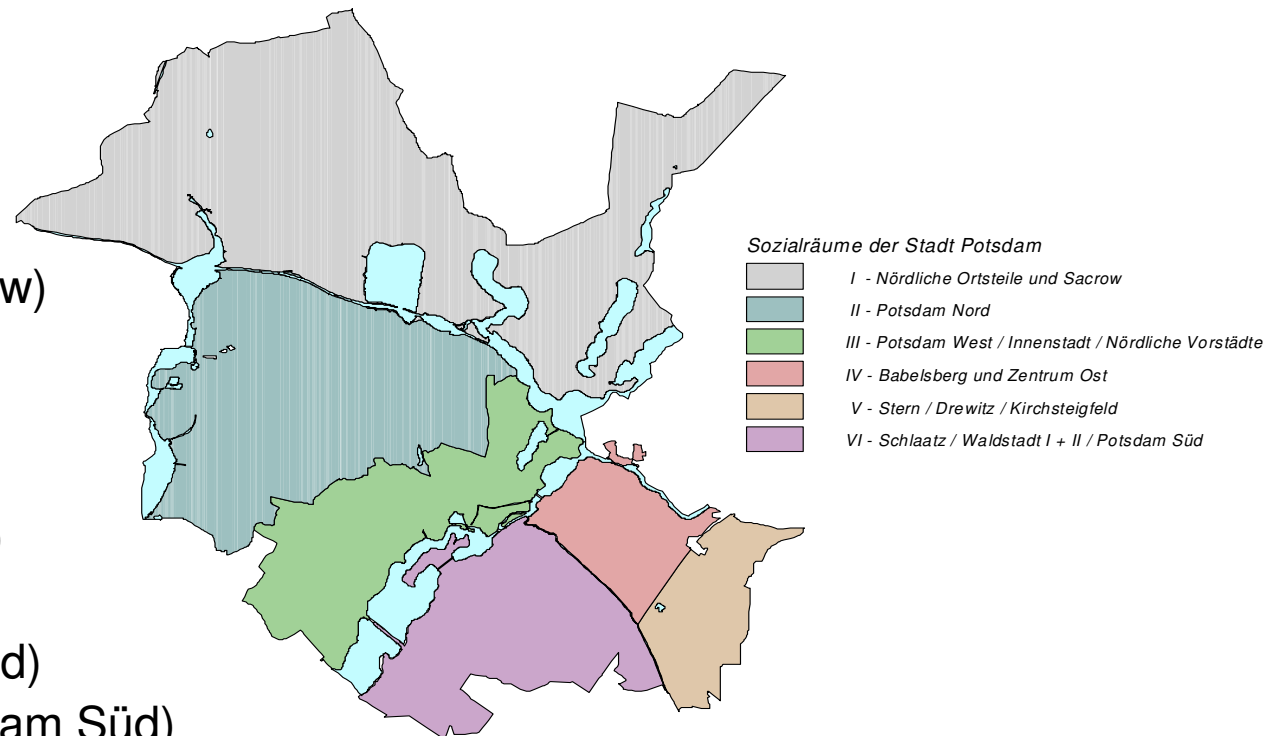 w)
)
d)
am Süd)
Sozialräume der Stadt Potsdam
I - Nördliche Ortsteile und Sacrow
II - Potsdam Nord
III - Potsdam West / Innenstadt / Nördliche Vorstädte
IV - Babelsberg und Zentrum Ost
V - Stern / Drewitz / Kirchsteigfeld
VI - Schlaatz / Waldstadt I + II / Potsdam Süd